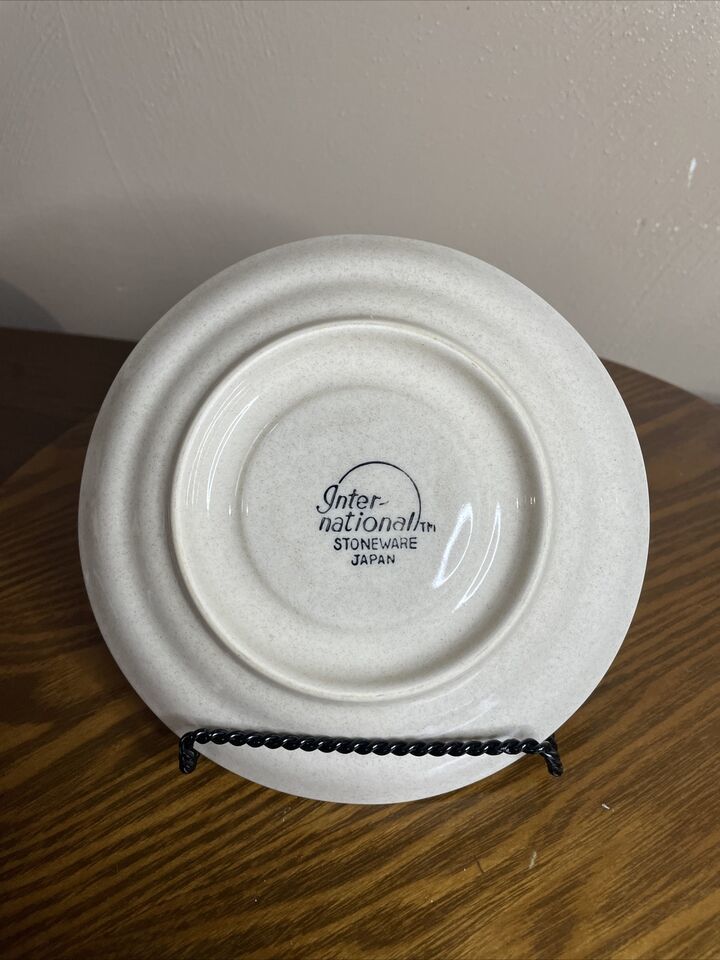 Inter-
national TM
STONEWARE
JAPAN